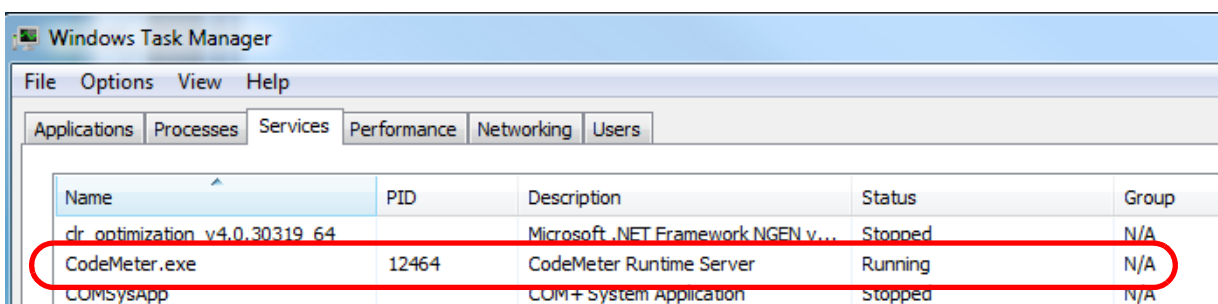 Windows Task Manager
File Options View Help
Applications Processes Services Performance Networking Users
Name PID Description Status Group
clr_optimization_v4.0.30319_64 Microsoft .NET Framework NGEN v... Stopped N/A
CodeMeter.exe 12464 CodeMeter Runtime Server Running N/A
COMSysApp COM+ System Application Stopped N/A